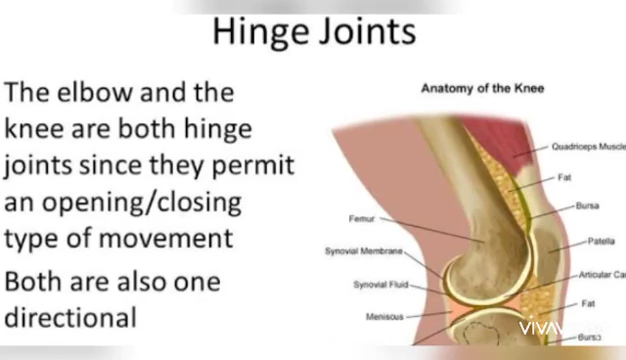 Hinge Joints
The elbow and the
knee are both hinge
joints since they permit
an opening/closing
type of movement
Both are also one
directional
Anatomy of the Knee
Quadriceps Muscle
Fat
Bursa
Femur
Patella
Synovial Membrane
Articular
Synovial Fluid
Fat
Meniscus
Bursa